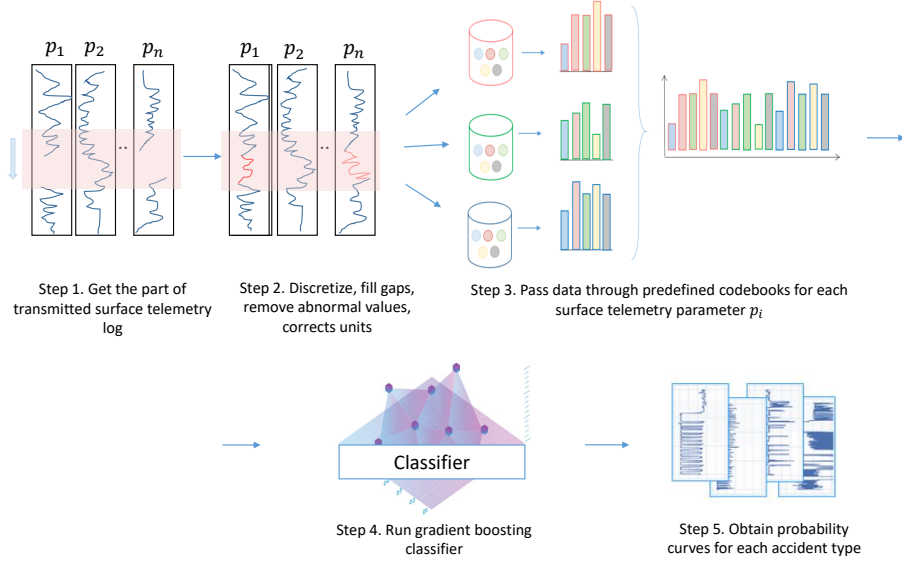 p₁ p₂ pₙ
p₁ p₂ pₙ
..
..
Step 1. Get the part of
transmitted surface telemetry
log
Step 2. Discretize, fill gaps,
remove abnormal values,
corrects units
Step 3. Pass data through predefined codebooks for each
surface telemetry parameter pᵢ
Classifier
Step 4. Run gradient boosting
classifier
Step 5. Obtain probability
curves for each accident type